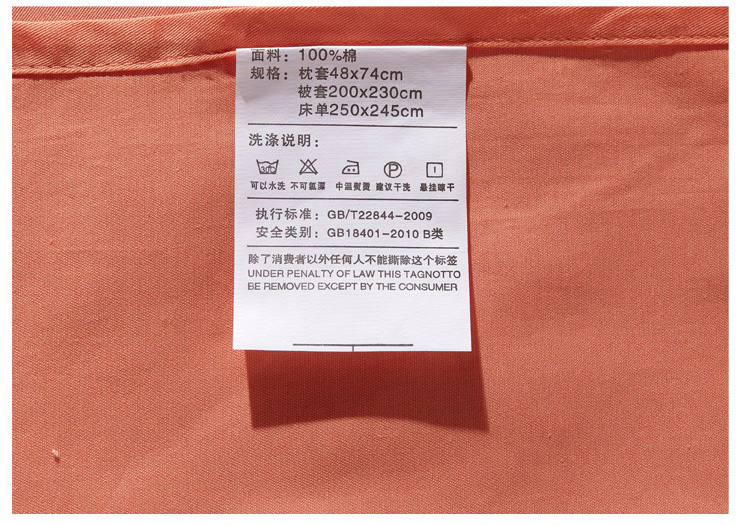 面料：100%棉
规格：枕套48x74cm
被套200x230cm
床单250x245cm
洗涤说明：
30℃ P
可以水洗 不可氯漂 中温熨烫 建议干洗 悬挂晾干
执行标准：GB/T22844-2009
安全类别：GB18401-2010 B类
除了消费者以外任何人不能撕除这个标签
UNDER PENALTY OF LAW THIS TAGNOTTO
BE REMOVED EXCEPT BY THE CONSUMER